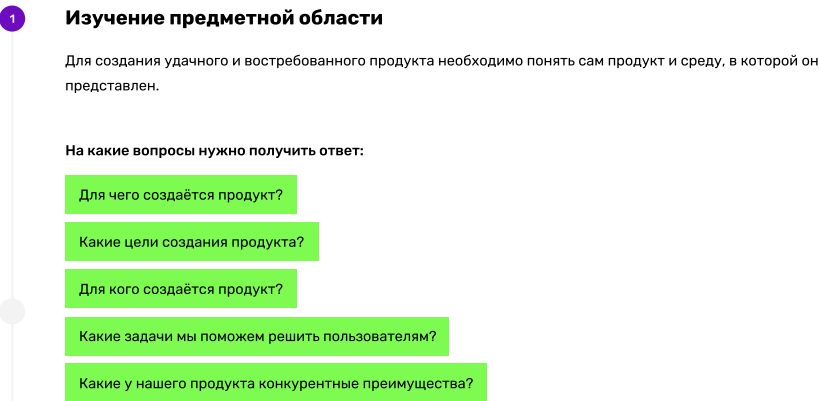 1
Изучение предметной области
Для создания удачного и востребованного продукта необходимо понять сам продукт и среду, в которой он
представлен.
На какие вопросы нужно получить ответ:
Для чего создаётся продукт?
Какие цели создания продукта?
Для кого создаётся продукт?
Какие задачи мы поможем решить пользователям?
Какие у нашего продукта конкурентные преимущества?